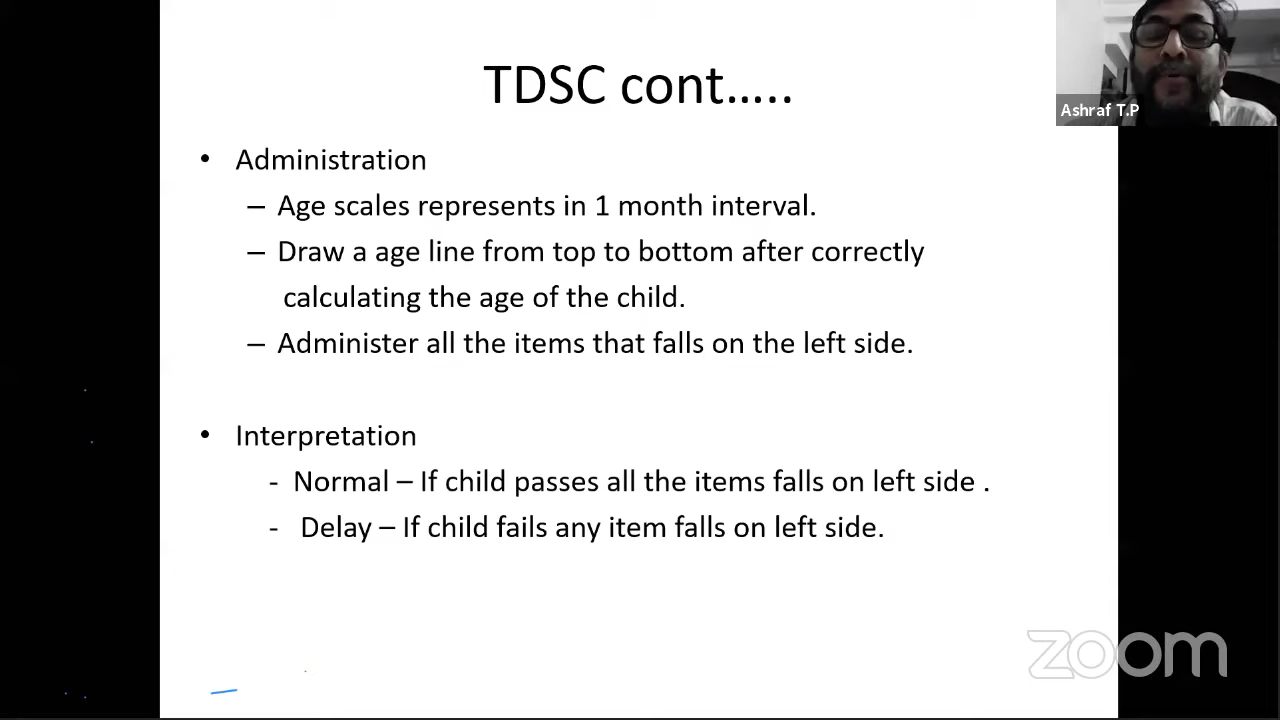 TDSC cont.....
Ashraf T.P
• Administration
– Age scales represents in 1 month interval.
– Draw a age line from top to bottom after correctly
calculating the age of the child.
– Administer all the items that falls on the left side.
• Interpretation
- Normal – If child passes all the items falls on left side .
- Delay – If child fails any item falls on left side.
zoom